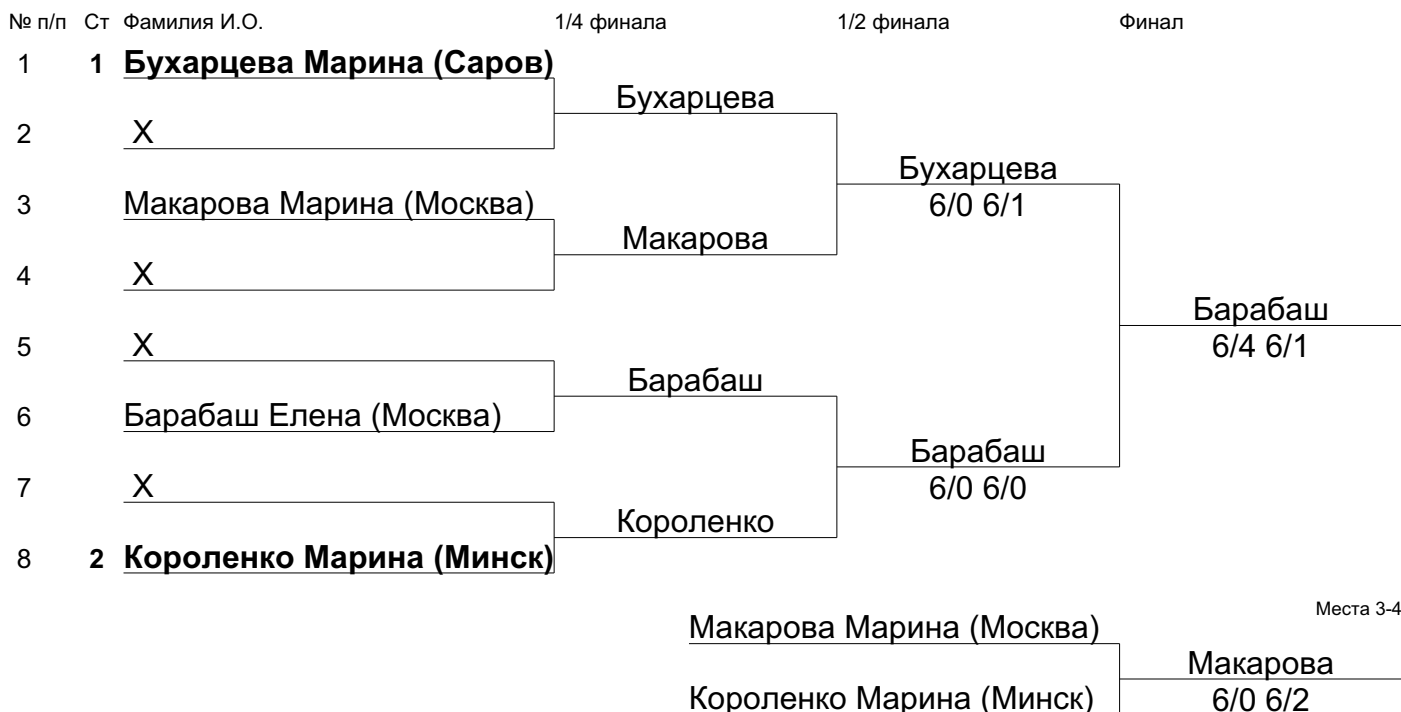 № п/п Ст Фамилия И.О. 1/4 финала 1/2 финала Финал
1 1 Бухарцева Марина (Саров)
Бухарцева
2 X
Бухарцева
6/0 6/1
3 Макарова Марина (Москва)
Макарова
4 X
Барабаш
6/4 6/1
5 X
Барабаш
6 Барабаш Елена (Москва)
Барабаш
6/0 6/0
7 X
Короленко
8 2 Короленко Марина (Минск)
Места 3-4
Макарова Марина (Москва)
Макарова
6/0 6/2
Короленко Марина (Минск)